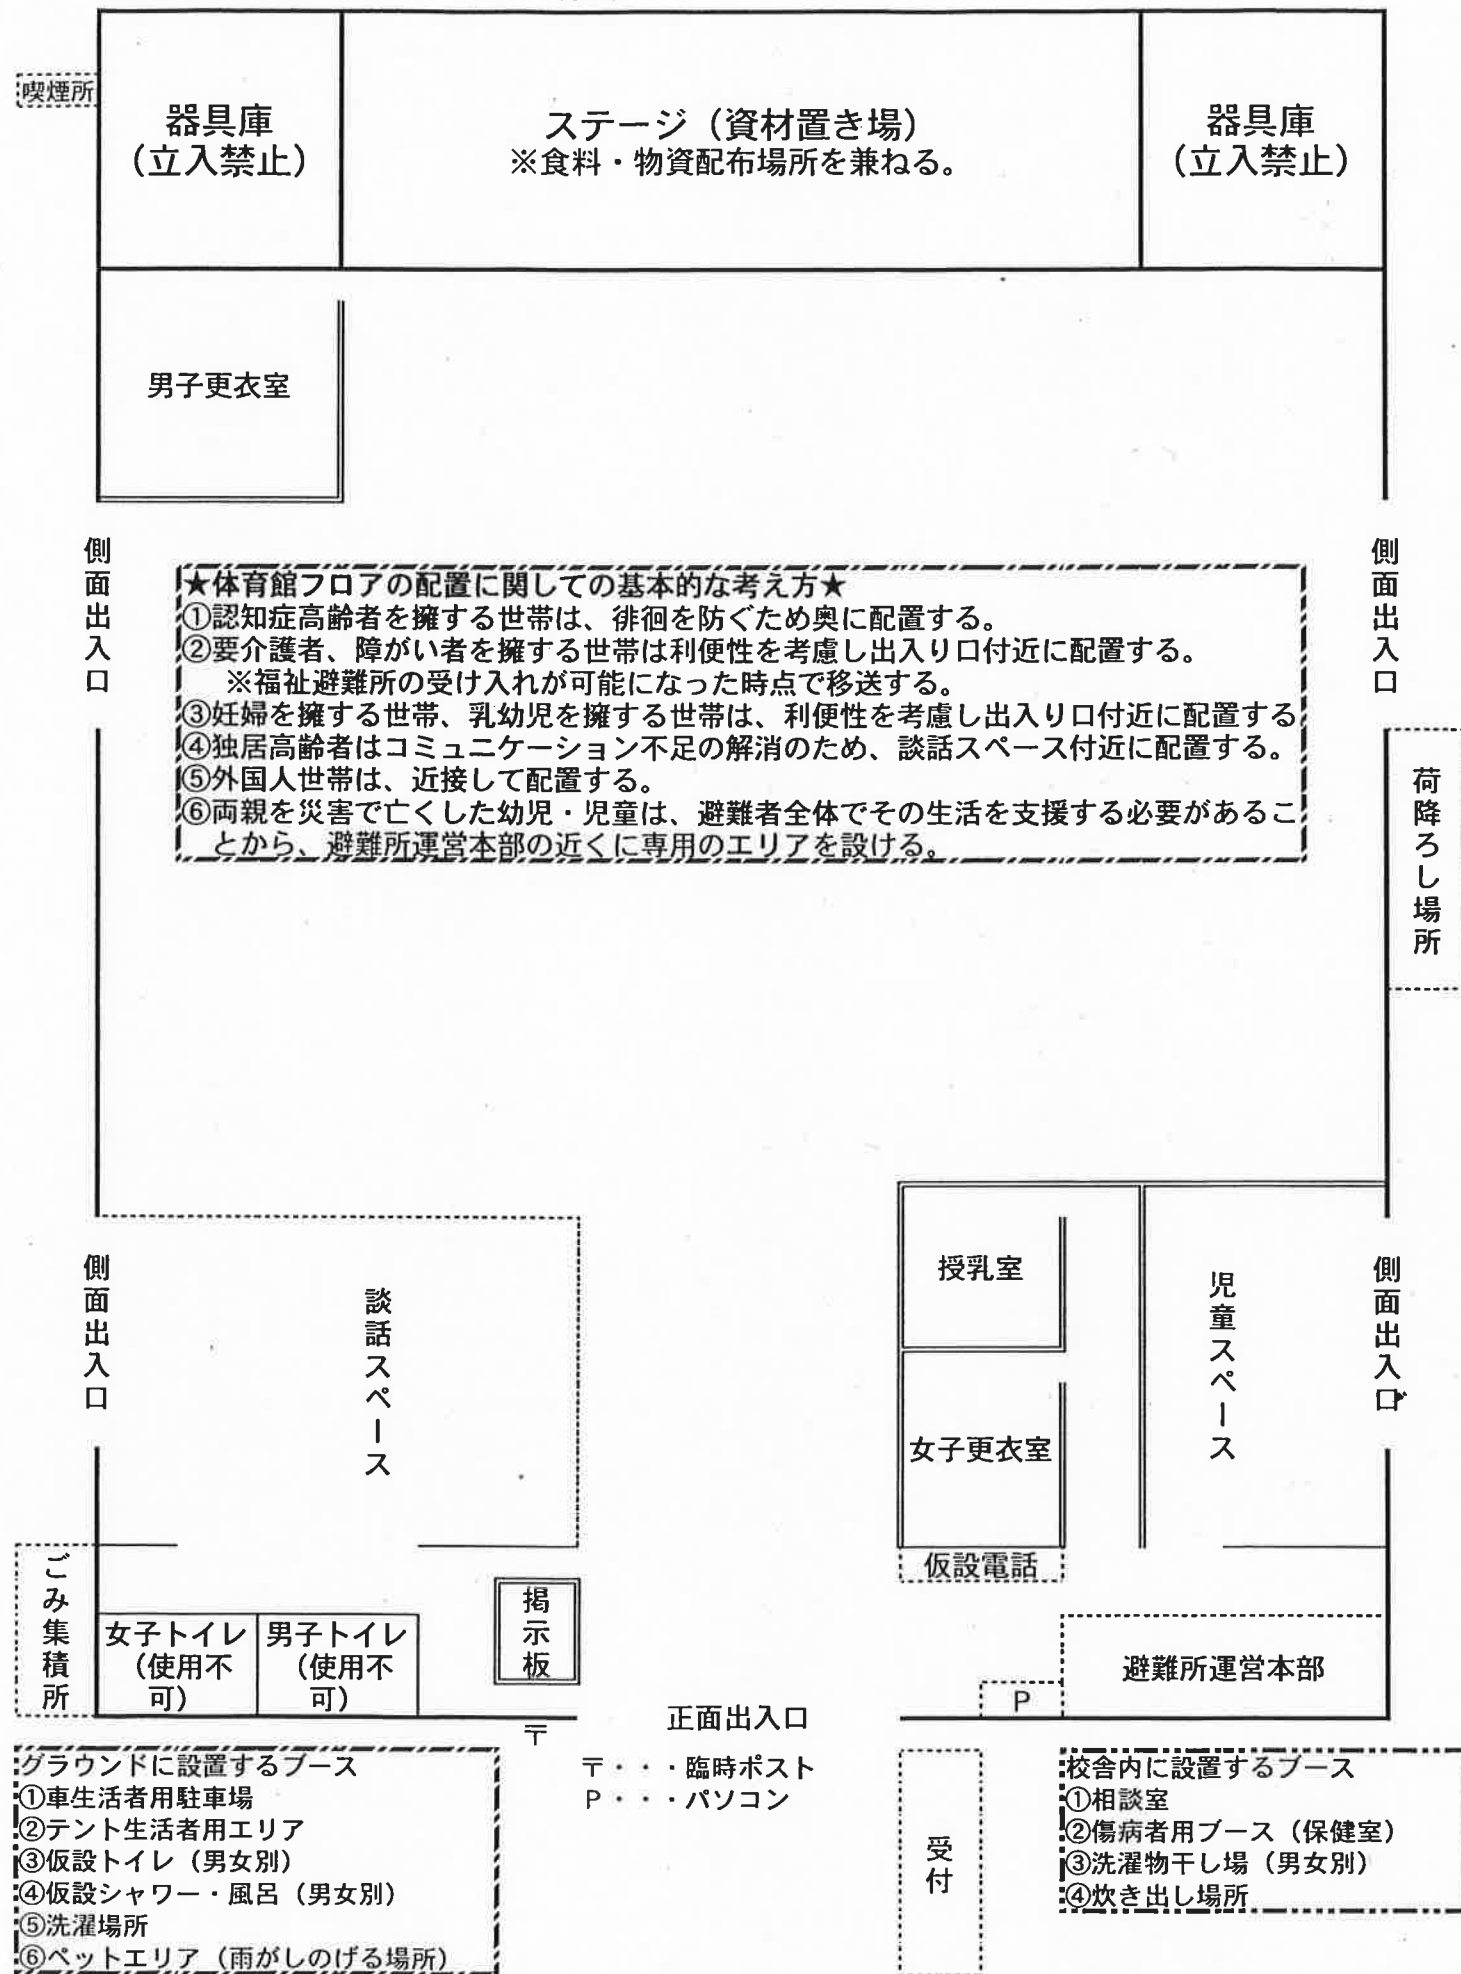 喫煙所
器具庫
(立入禁止)
ステージ（資材置き場）
※食料・物資配布場所を兼ねる。
器具庫
(立入禁止)
男子更衣室
側面出入口
側面出入口
★体育館フロアの配置に関しての基本的な考え方★
①認知症高齢者を擁する世帯は、徘徊を防ぐため奥に配置する。
②要介護者、障がい者を擁する世帯は利便性を考慮し出入り口付近に配置する。
※福祉避難所の受け入れが可能になった時点で移送する。
③妊婦を擁する世帯、乳幼児を擁する世帯は、利便性を考慮し出入り口付近に配置する
④独居高齢者はコミュニケーション不足の解消のため、談話スペース付近に配置する。
⑤外国人世帯は、近接して配置する。
⑥両親を災害で亡くした幼児・児童は、避難者全体でその生活を支援する必要があるこ
とから、避難所運営本部の近くに専用のエリアを設ける。
荷降ろし場所
側面出入口
談話スペース
授乳室
女子更衣室
児童スペース
側面出入口
仮設電話
ごみ集積所
女子トイレ
(使用不
可)
男子トイレ
(使用不
可)
掲示板
避難所運営本部
P
正面出入口
〒
〒・・・臨時ポスト
P・・・パソコン
受付
グラウンドに設置するブース
①車生活者用駐車場
②テント生活者用エリア
③仮設トイレ（男女別）
④仮設シャワー・風呂（男女別）
⑤洗濯場所
⑥ペットエリア（雨がしのげる場所）
校舎内に設置するブース
①相談室
②傷病者用ブース（保健室）
③洗濯物干し場（男女別）
④炊き出し場所